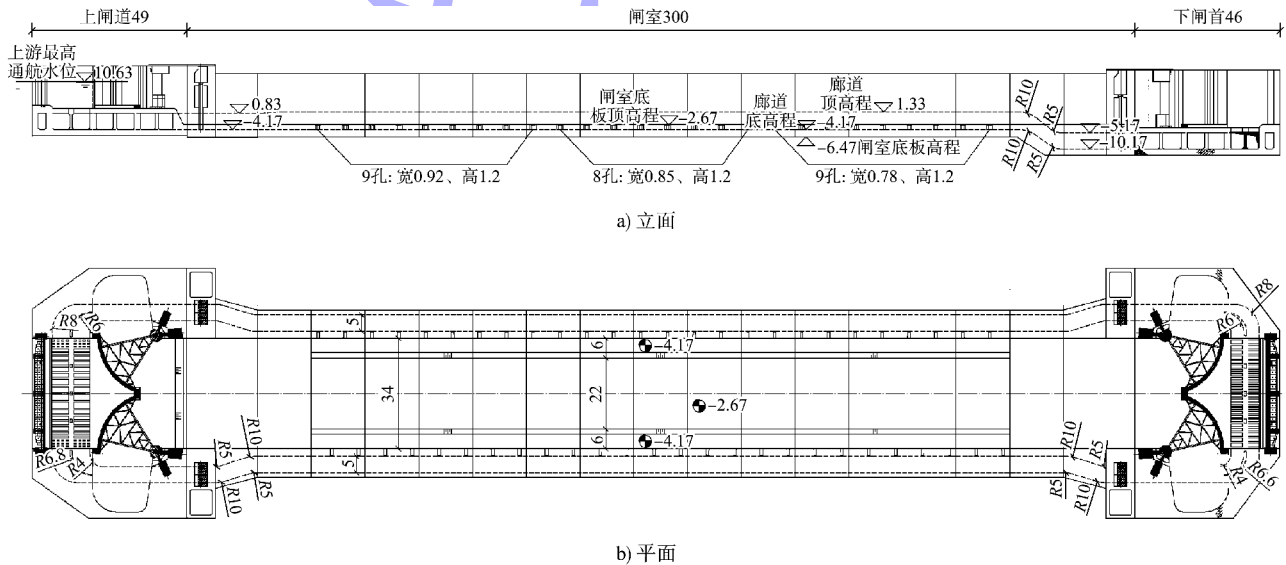 上闸道49
闸室300
下闸首46
上游最高
通航水位
10.63
0.83
-4.17
闸室底
板顶高程
-2.67
廊道
底高程
-4.17
廊道
顶高程
1.33
-6.47闸室底板高程
R10
R5
R10
R5
-5.17
-10.17
9孔: 宽0.92、高1.2
8孔: 宽0.85、高1.2
9孔: 宽0.78、高1.2
a) 立面
R8
R6
5
6
-4.17
34
22
-2.67
6
-4.17
5
R6.8
R4
R5
R10
R10
R5
R10
R5
R5
R10
R8
R6
R4
R6.6
b) 平面